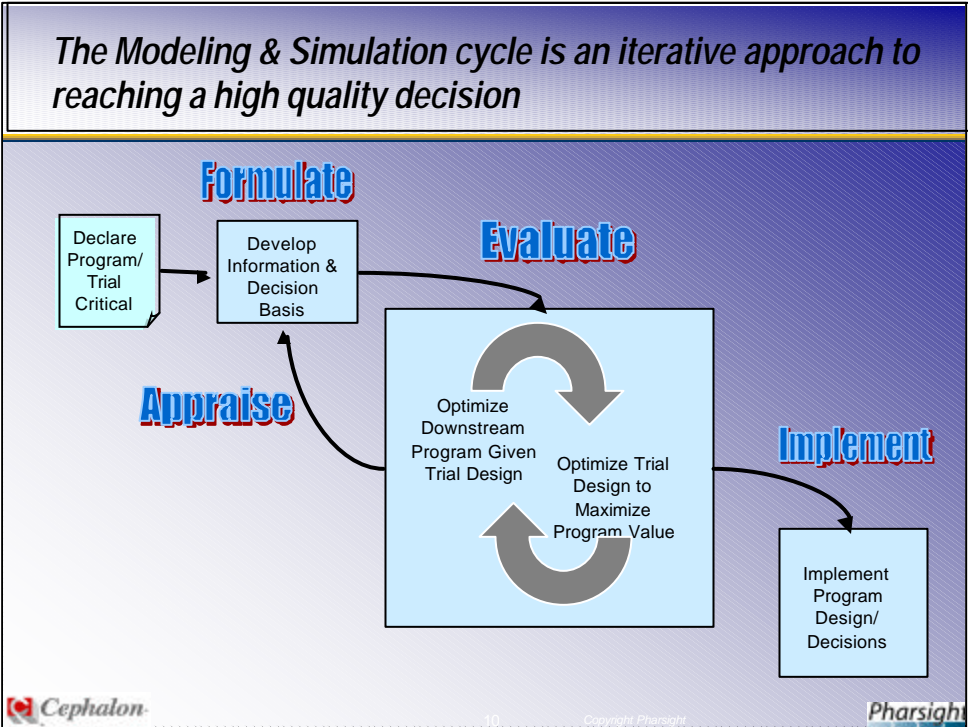 The Modeling & Simulation cycle is an iterative approach to
reaching a high quality decision
Formulate
Declare
Program/
Trial
Critical
Develop
Information &
Decision
Basis
Evaluate
Appraise
Optimize
Downstream
Program Given
Trial Design
Optimize Trial
Design to
Maximize
Program Value
Implement
Implement
Program
Design/
Decisions
Cephalon
10
Copyright Pharsight
Pharsight